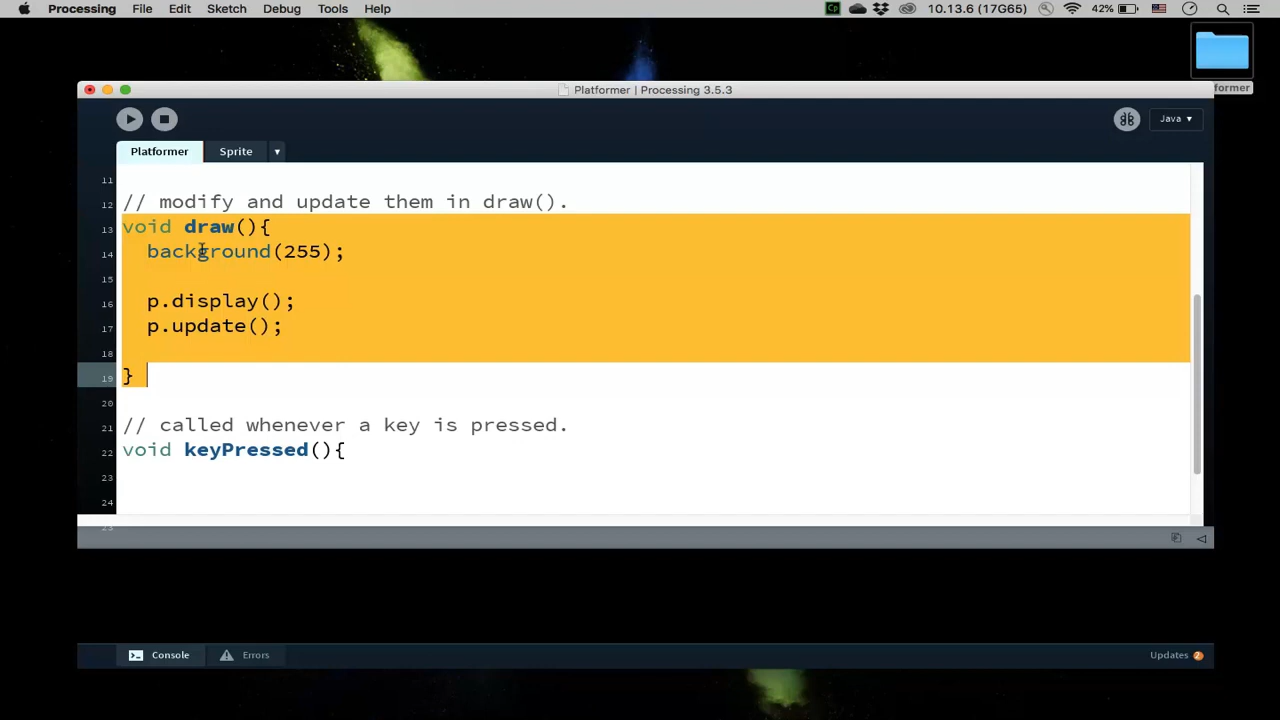 Processing File Edit Sketch Debug Tools Help 10.13.6 (17G65) 42%
former
Platformer | Processing 3.5.3
Java ▾
Platformer Sprite ▾
11
12 // modify and update them in draw().
13 void draw(){
14 background(255);
15
16 p.display();
17 p.update();
18
19 }
20
21 // called whenever a key is pressed.
22 void keyPressed(){
23
24
Console Errors Updates 2